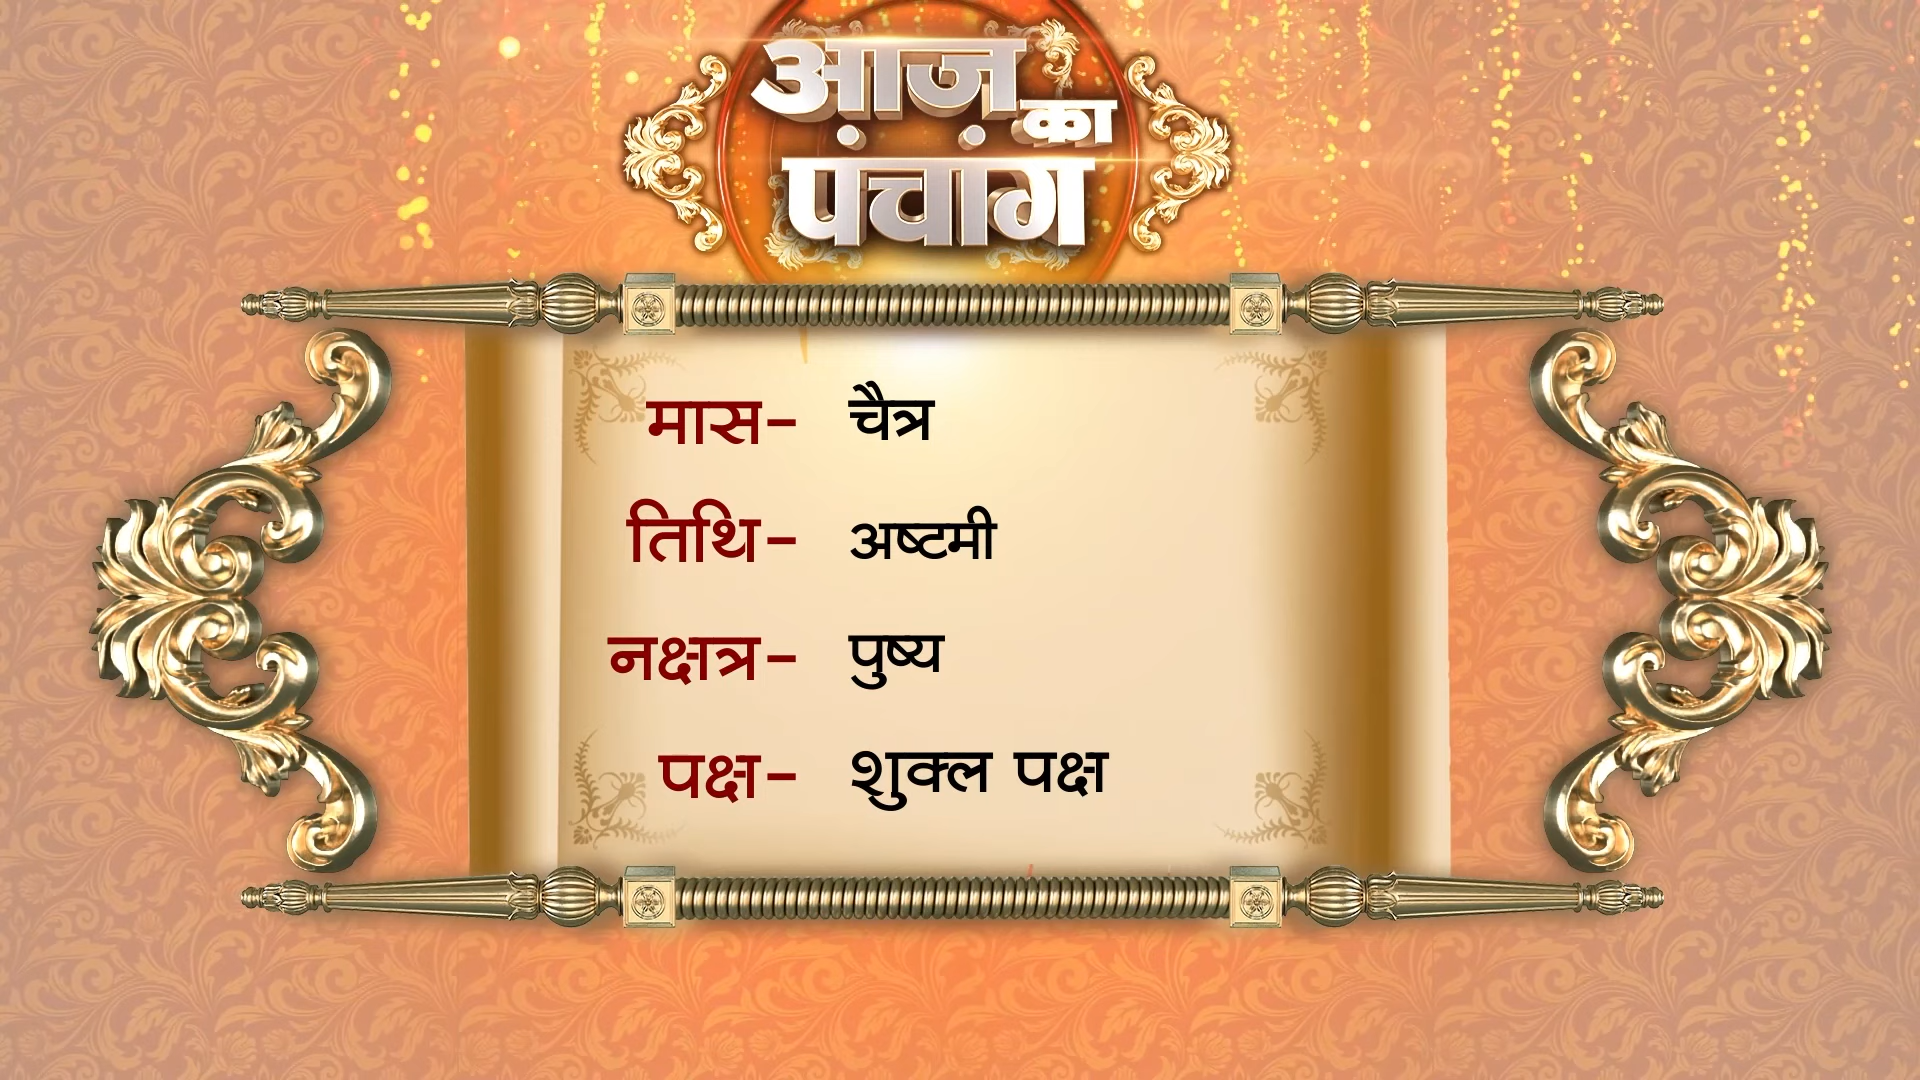 आज का
पंचांग
मास- चैत्र
तिथि- अष्टमी
नक्षत्र- पुष्य
पक्ष- शुक्ल पक्ष